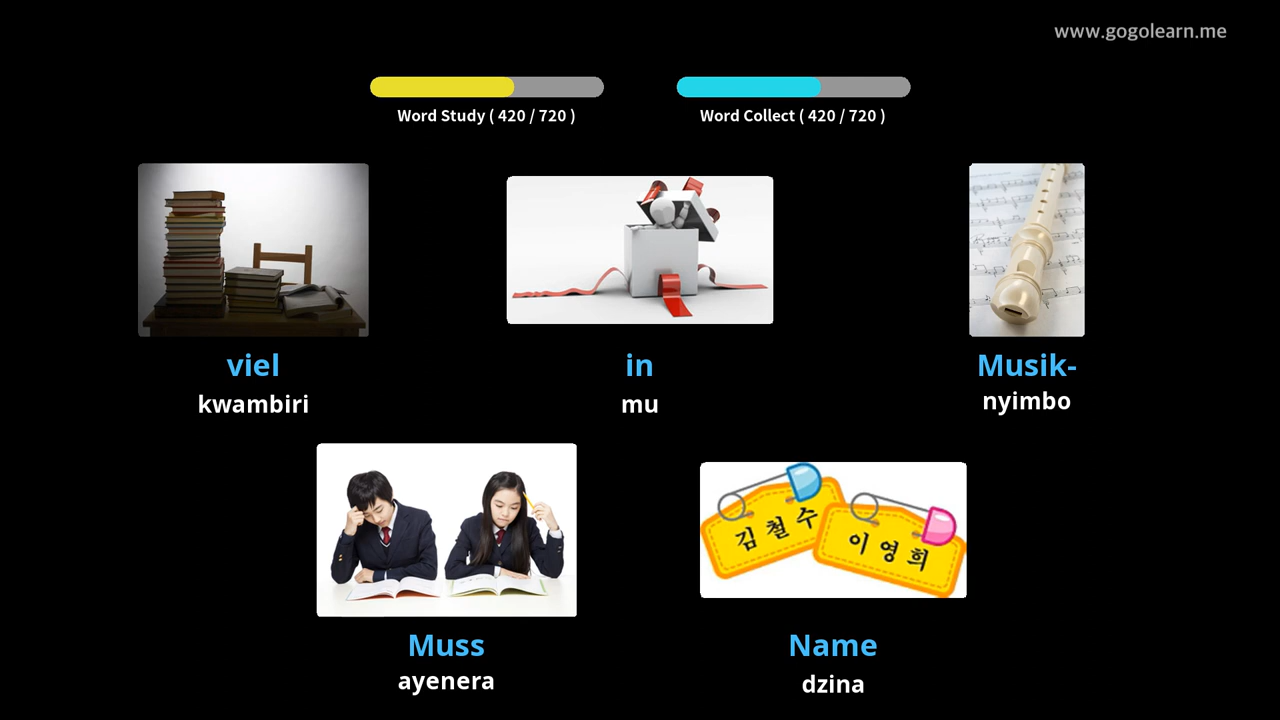 www.gogolearn.me
Word Study ( 420 / 720 )
Word Collect ( 420 / 720 )
viel
kwambiri
in
mu
Musik-
nyimbo
김철수
이영희
Muss
ayenera
Name
dzina